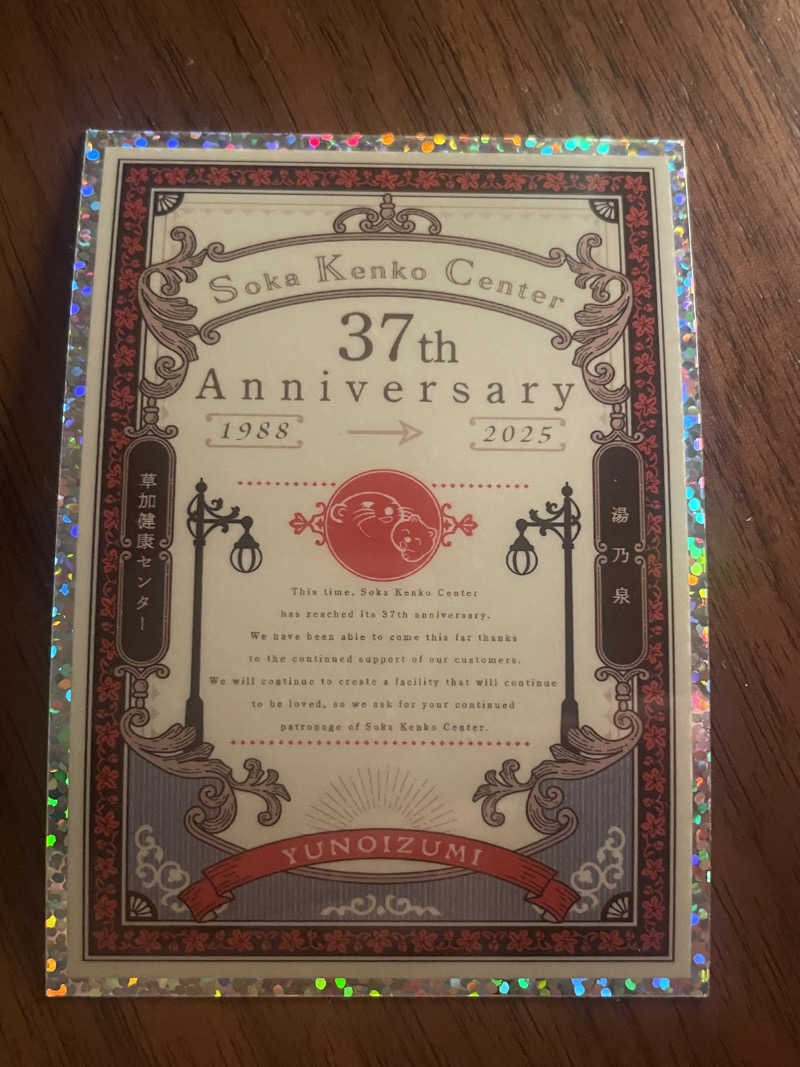 Soka Kenko Center
37th
Anniversary
1988
2025
草加健康センター
湯乃泉
This time, Soka Kenko Center
has reached its 37th anniversary.
We have been able to come this far thanks
to the continued support of our customers.
We will continue to create a facility that will continue
to be loved, so we ask for your continued
patronage of Soka Kenko Center.
YUNOIZUMI